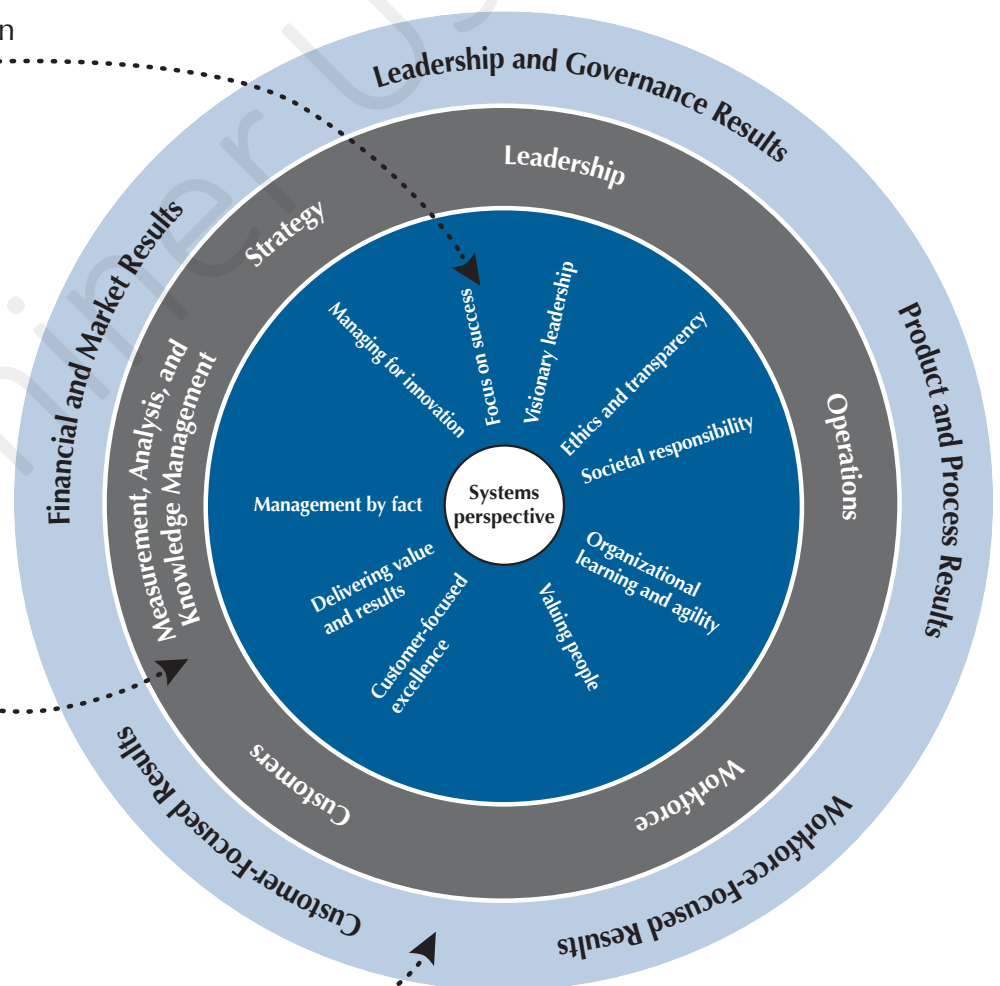 n
Leadership and Governance Results
Leadership
Strategy
Financial and Market Results
Measurement, Analysis, and
Knowledge Management
Operations
Product and Process Results
Managing for innovation
Focus on success
Visionary leadership
Ethics and transparency
Societal responsibility
Systems
perspective
Management by fact
Organizational
learning and agility
Delivering value
and results
Customer-focused
excellence
Valuing people
Customers
Workforce
Customer-Focused Results
Workforce-Focused Results